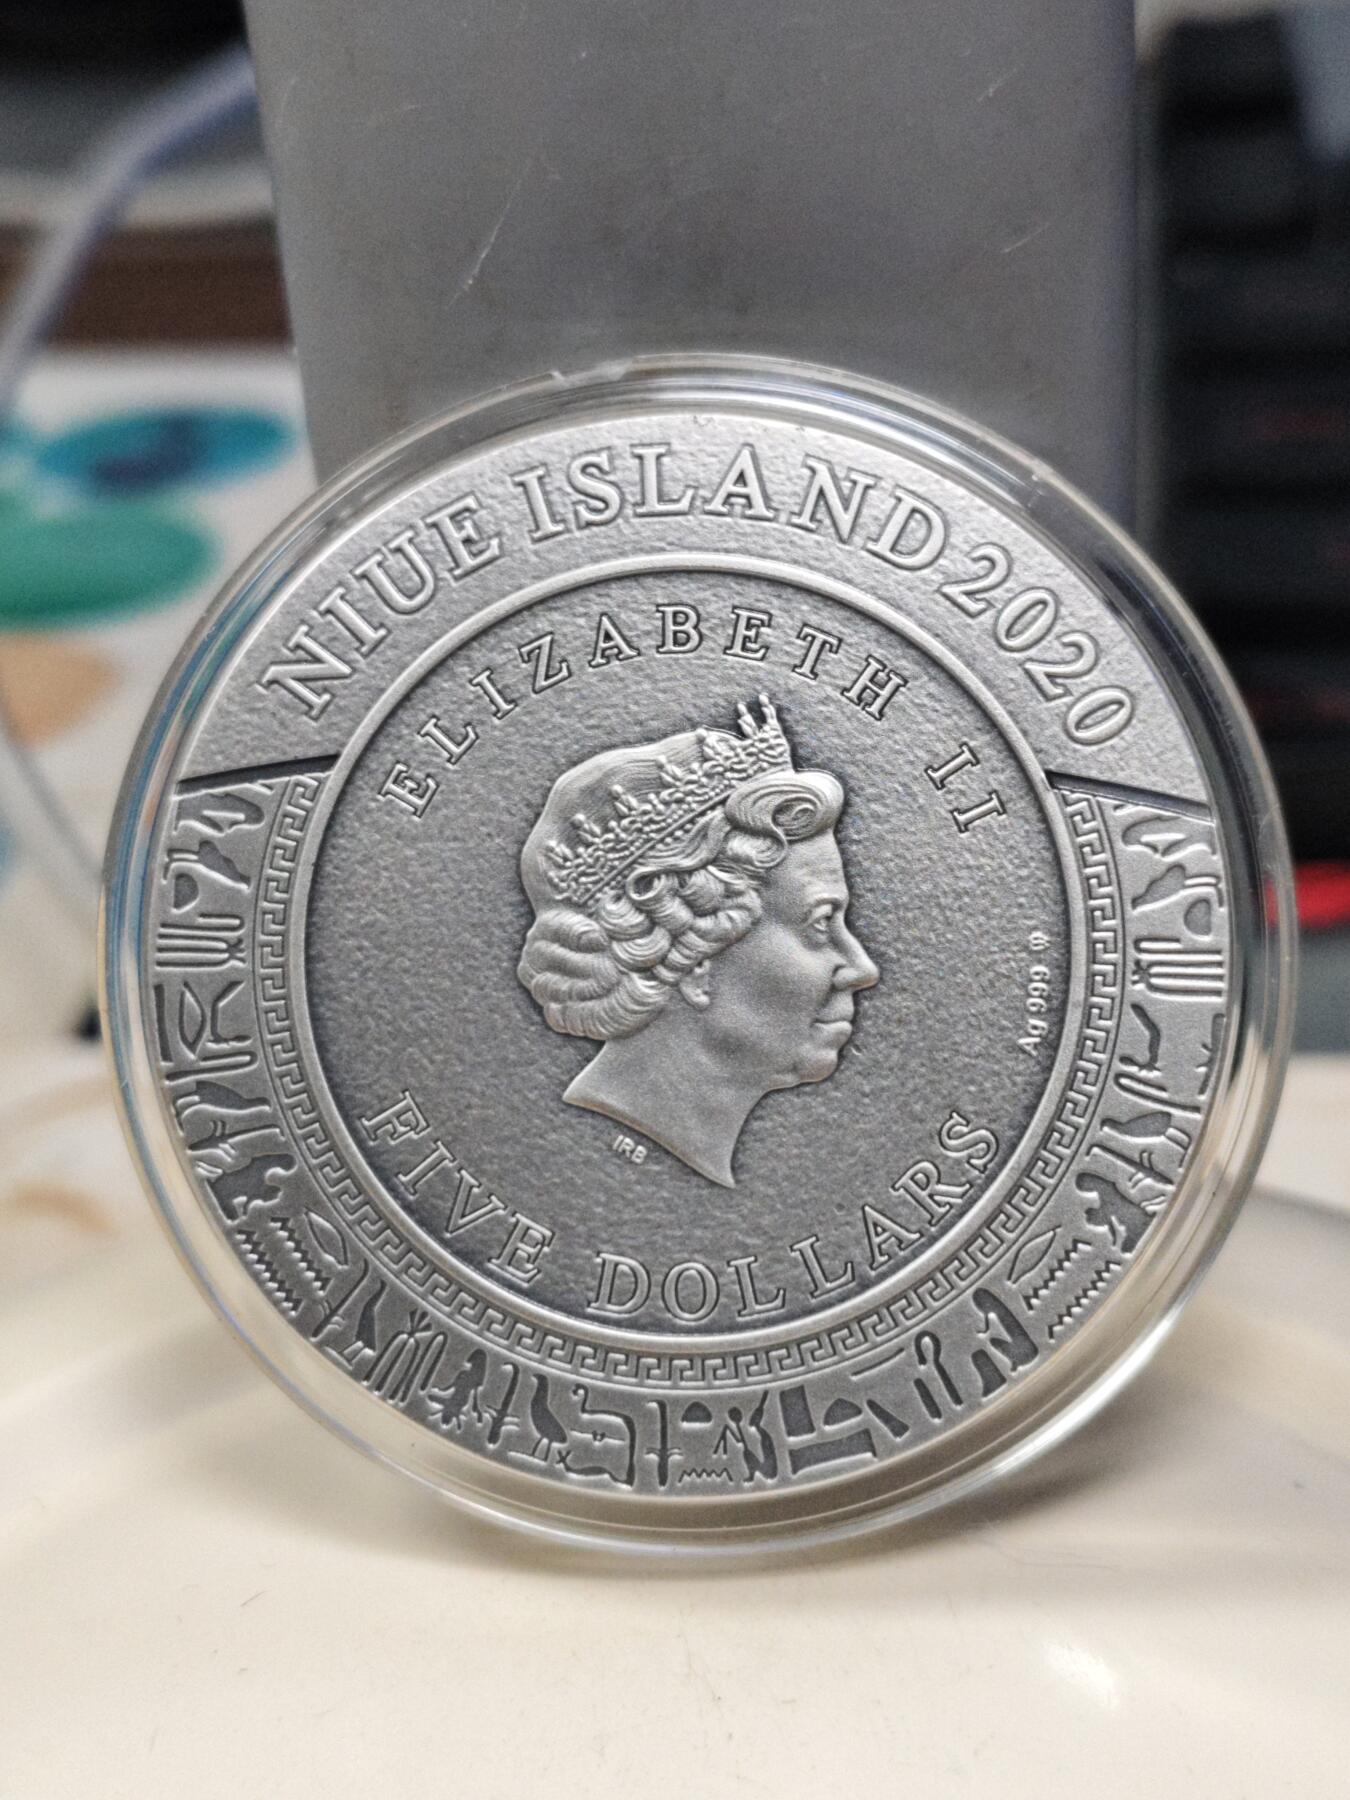 NIUE ISLAND 2020
ELIZABETH II
Ag 999
IRB
FIVE DOLLARS